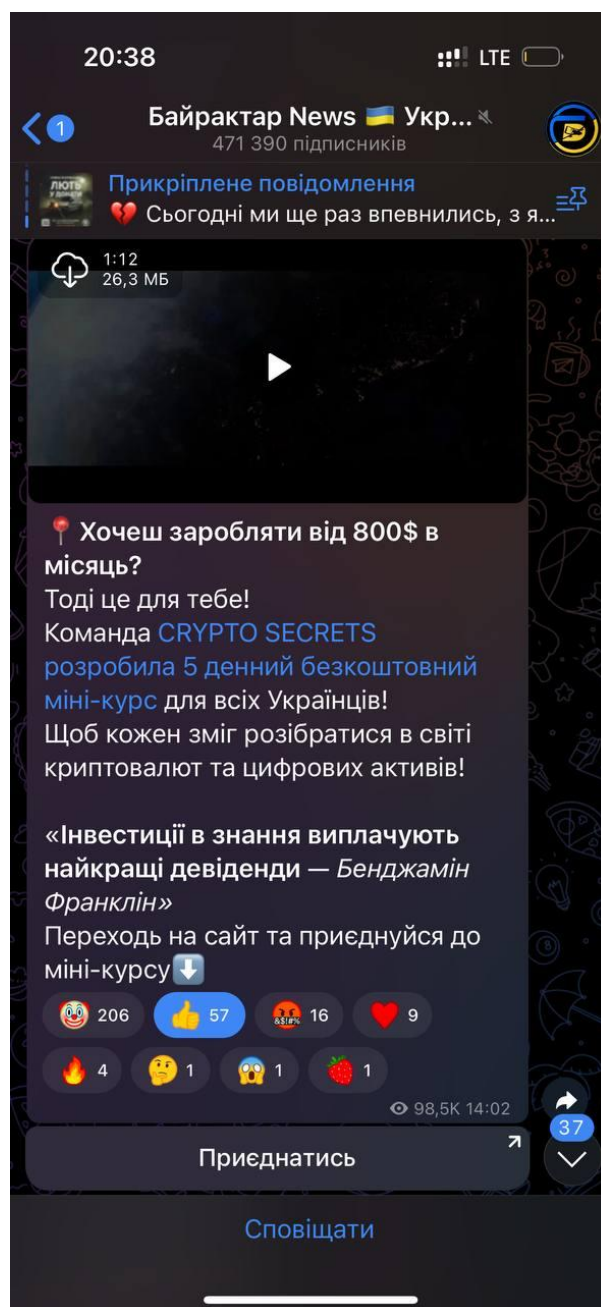 20:38
LTE
1
Байрактар News 🇺🇦 Укр...
471 390 підписників
ЛЮТЬ
Прикріплене повідомлення
💔 Сьогодні ми ще раз впевнились, з я...
1:12
26,3 МБ
📍 Хочеш заробляти від 800$ в
місяць?
Тоді це для тебе!
Команда CRYPTO SECRETS
розробила 5 денний безкоштовний
міні-курс для всіх Українців!
Щоб кожен зміг розібратися в світі
криптовалют та цифрових активів!
«Інвестиції в знання виплачують
найкращі девіденди — Бенджамін
Франклін»
Переходь на сайт та приєднуйся до
міні-курсу⬇️
🤡 206 👍 57 🤬 16 ❤️ 9
🔥 4 🤔 1 😱 1 🍓 1
98,5K 14:02
37
Приєднатись
Сповіщати